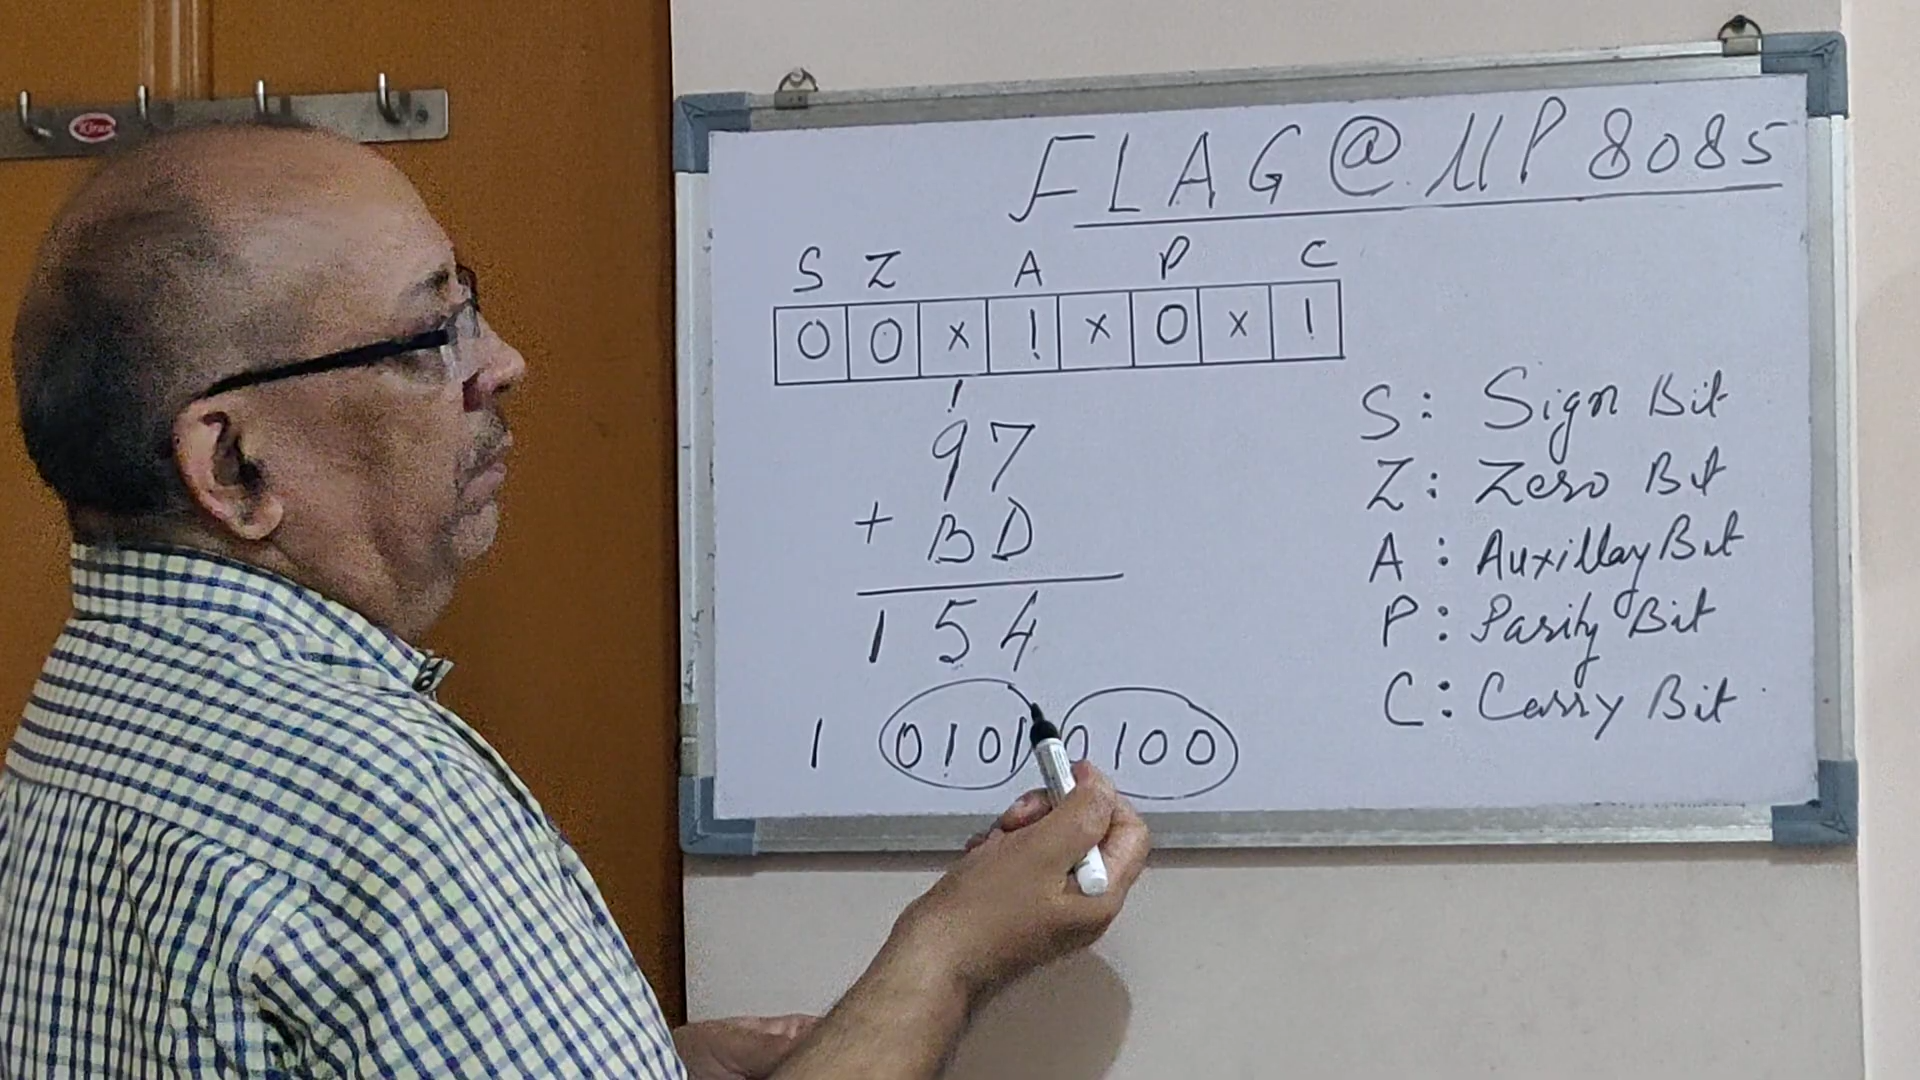 Kiran
FLAG @ µP 8085
S Z A P C
0 0 x 1 x 0 x 1
1
97
+ BD
154
1 0101 0100
S: Sign Bit
Z: Zero Bit
A: Auxillay Bit
P: Parity Bit
C: Carry Bit